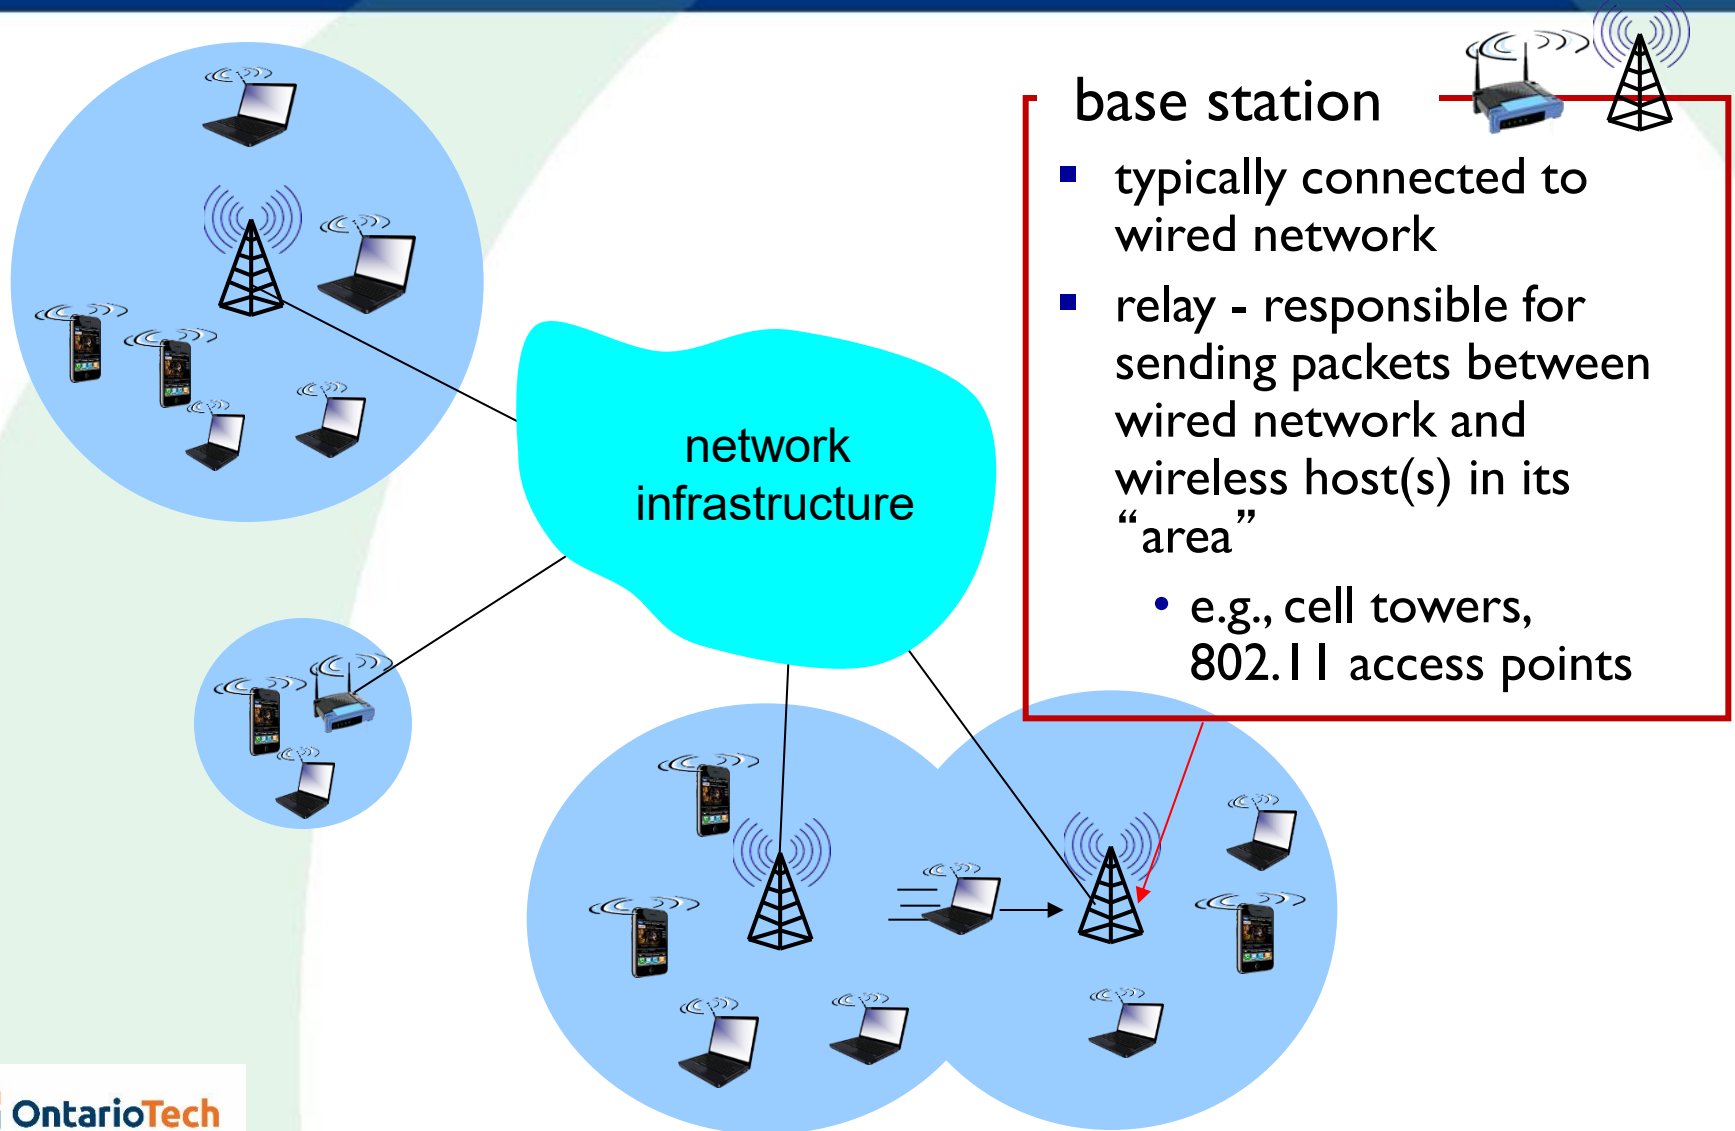 base station
typically connected to
wired network
relay - responsible for
sending packets between
wired network and
wireless host(s) in its
“area”
e.g., cell towers,
802.11 access points
network
infrastructure
OntarioTech